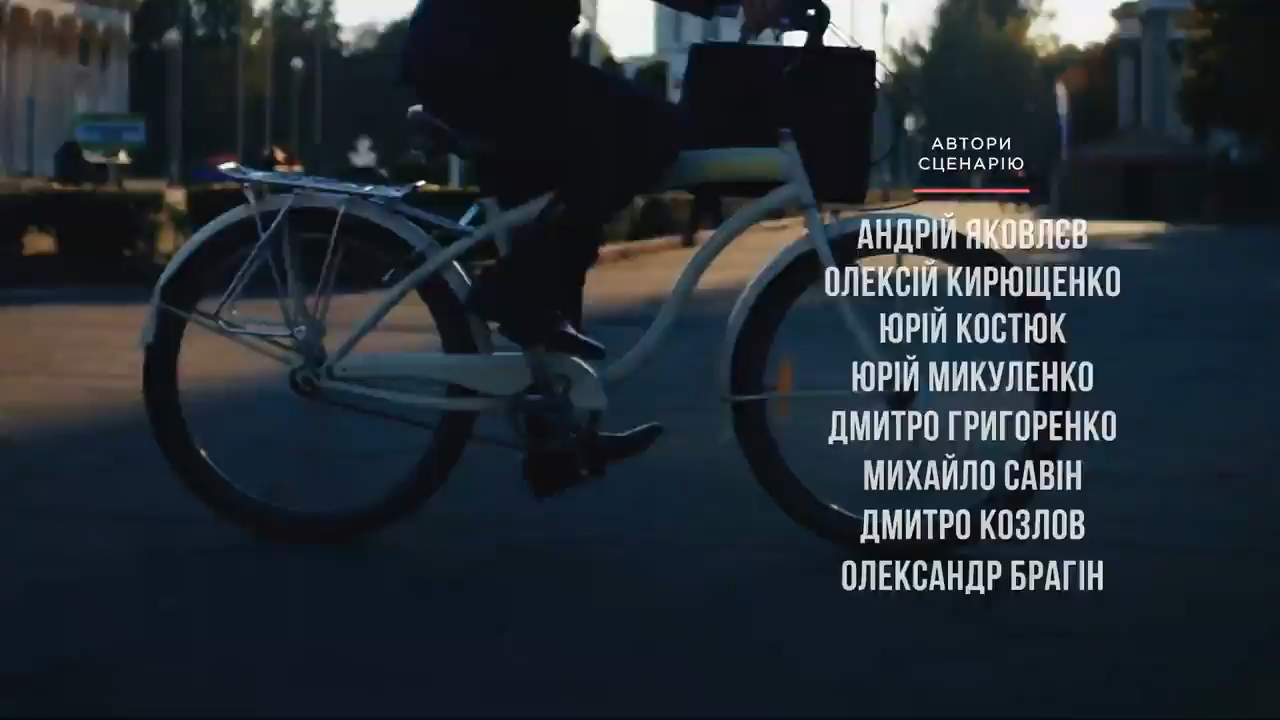 АВТОРИ
СЦЕНАРІЮ
АНДРІЙ ЯКОВЛЄВ
ОЛЕКСІЙ КИРЮЩЕНКО
ЮРІЙ КОСТЮК
ЮРІЙ МИКУЛЕНКО
ДМИТРО ГРИГОРЕНКО
МИХАЙЛО САВІН
ДМИТРО КОЗЛОВ
ОЛЕКСАНДР БРАГІН